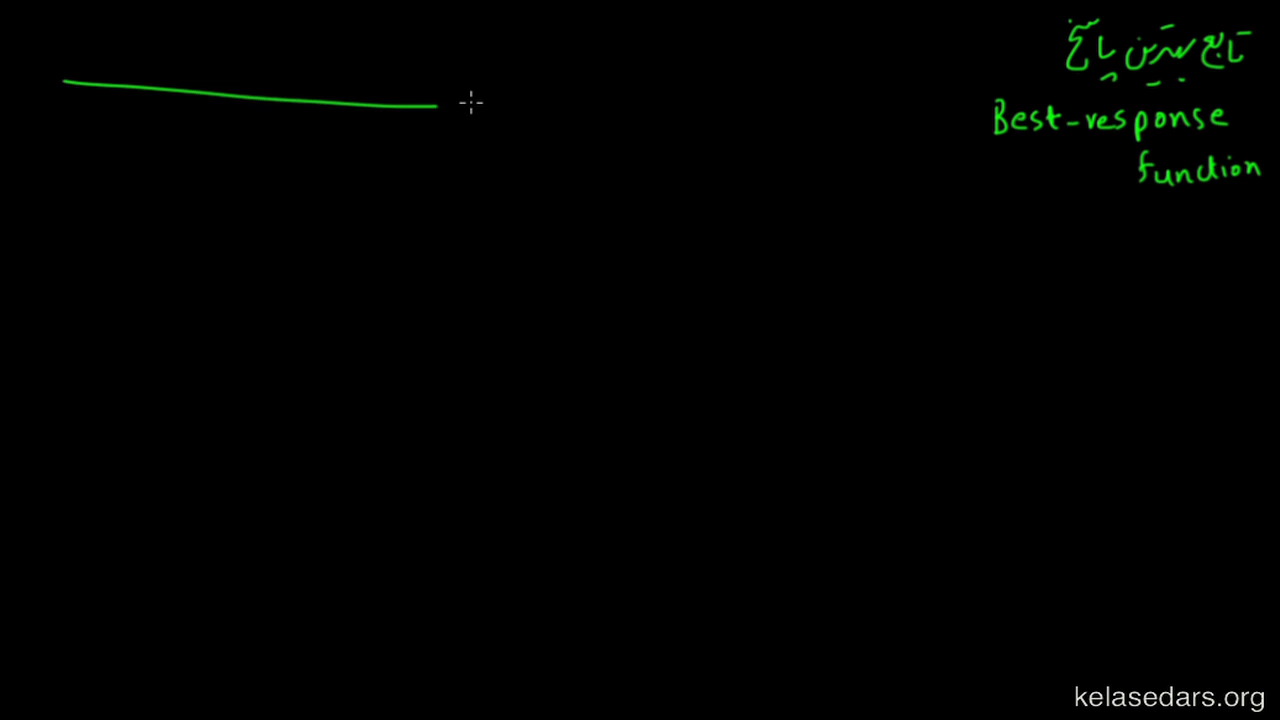 تابع بهترین پاسخ
Best-response
function
kelasedars.org